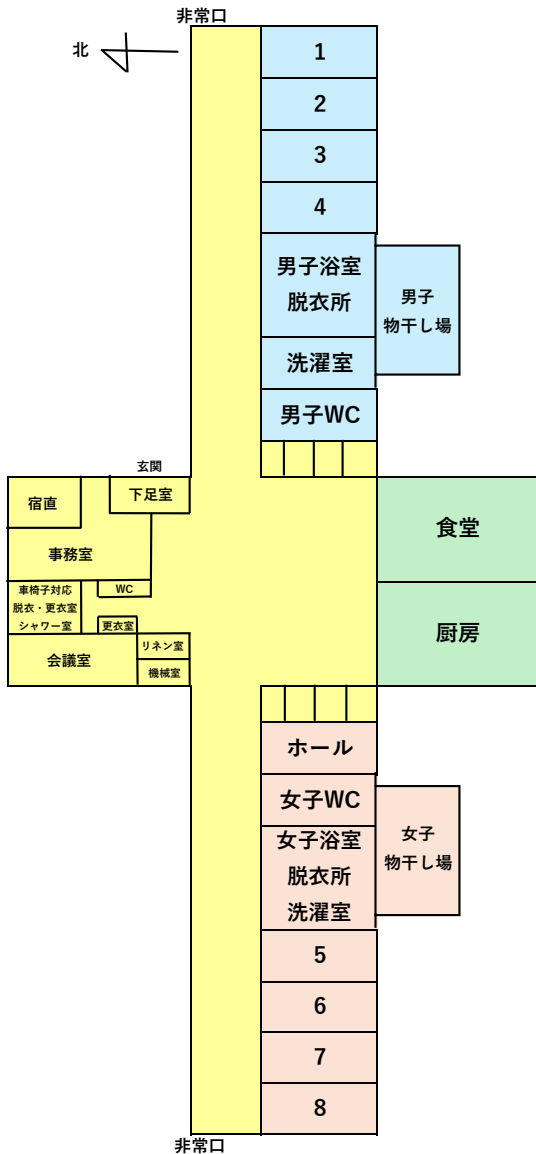 非常口
北
1
2
3
4
男子浴室
脱衣所
男子
物干し場
洗濯室
男子WC
玄関
宿直
下足室
事務室
食堂
車椅子対応
脱衣・更衣室
シャワー室
WC
更衣室
厨房
会議室
リネン室
機械室
ホール
女子WC
女子浴室
脱衣所
洗濯室
女子
物干し場
5
6
7
8
非常口